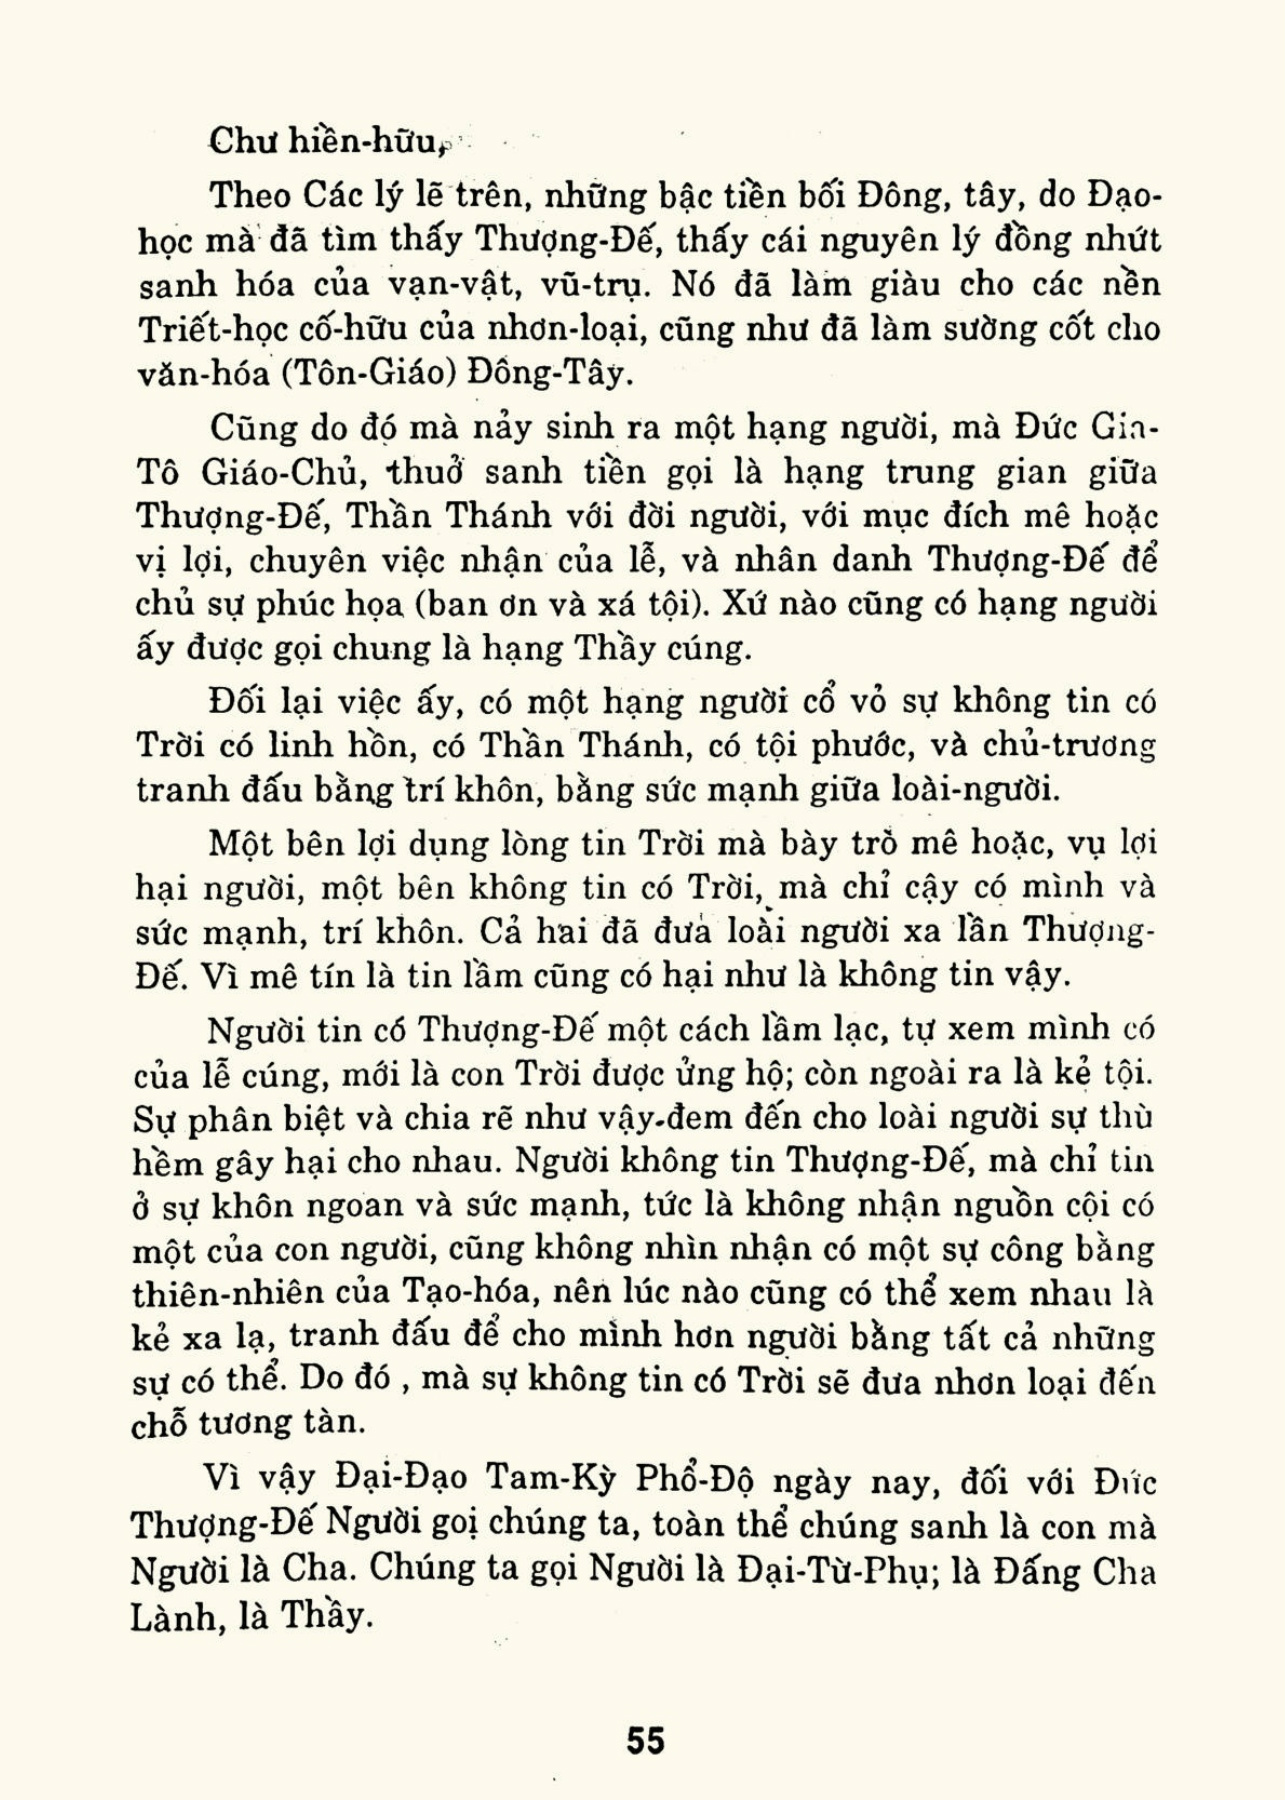 Chư hiền-hữu,
Theo Các lý lẽ trên, những bậc tiền bối Đông, tây, do Đạo-
học mà đã tìm thấy Thượng-Đế, thấy cái nguyên lý đồng nhứt
sanh hóa của vạn-vật, vũ-trụ. Nó đã làm giàu cho các nền
Triết-học cố-hữu của nhơn-loại, cũng như đã làm sường cốt cho
văn-hóa (Tôn-Giáo) Đông-Tây.
Cũng do đó mà nảy sinh ra một hạng người, mà Đức Gia-
Tô Giáo-Chủ, thuở sanh tiền gọi là hạng trung gian giữa
Thượng-Đế, Thần Thánh với đời người, với mục đích mê hoặc
vị lợi, chuyên việc nhận của lễ, và nhân danh Thượng-Đế để
chủ sự phúc họa (ban ơn và xá tội). Xứ nào cũng có hạng người
ấy được gọi chung là hạng Thầy cúng.
Đối lại việc ấy, có một hạng người cổ vỏ sự không tin có
Trời có linh hồn, có Thần Thánh, có tội phước, và chủ-trương
tranh đấu bằng trí khôn, bằng sức mạnh giữa loài-người.
Một bên lợi dụng lòng tin Trời mà bày trò mê hoặc, vụ lợi
hại người, một bên không tin có Trời, mà chỉ cậy có mình và
sức mạnh, trí khôn. Cả hai đã đưa loài người xa lần Thượng-
Đế. Vì mê tín là tin lầm cũng có hại như là không tin vậy.
Người tin có Thượng-Đế một cách lầm lạc, tự xem mình có
của lễ cúng, mới là con Trời được ửng hộ; còn ngoài ra là kẻ tội.
Sự phân biệt và chia rẽ như vậy đem đến cho loài người sự thù
hềm gây hại cho nhau. Người không tin Thượng-Đế, mà chỉ tin
ở sự khôn ngoan và sức mạnh, tức là không nhận nguồn cội có
một của con người, cũng không nhìn nhận có một sự công bằng
thiên-nhiên của Tạo-hóa, nên lúc nào cũng có thể xem nhau là
kẻ xa lạ, tranh đấu để cho mình hơn người bằng tất cả những
sự có thể. Do đó , mà sự không tin có Trời sẽ đưa nhơn loại đến
chỗ tương tàn.
Vì vậy Đại-Đạo Tam-Kỳ Phổ-Độ ngày nay, đối với Đức
Thượng-Đế Người goị chúng ta, toàn thể chúng sanh là con mà
Người là Cha. Chúng ta gọi Người là Đại-Từ-Phụ; là Đấng Cha
Lành, là Thầy.
55